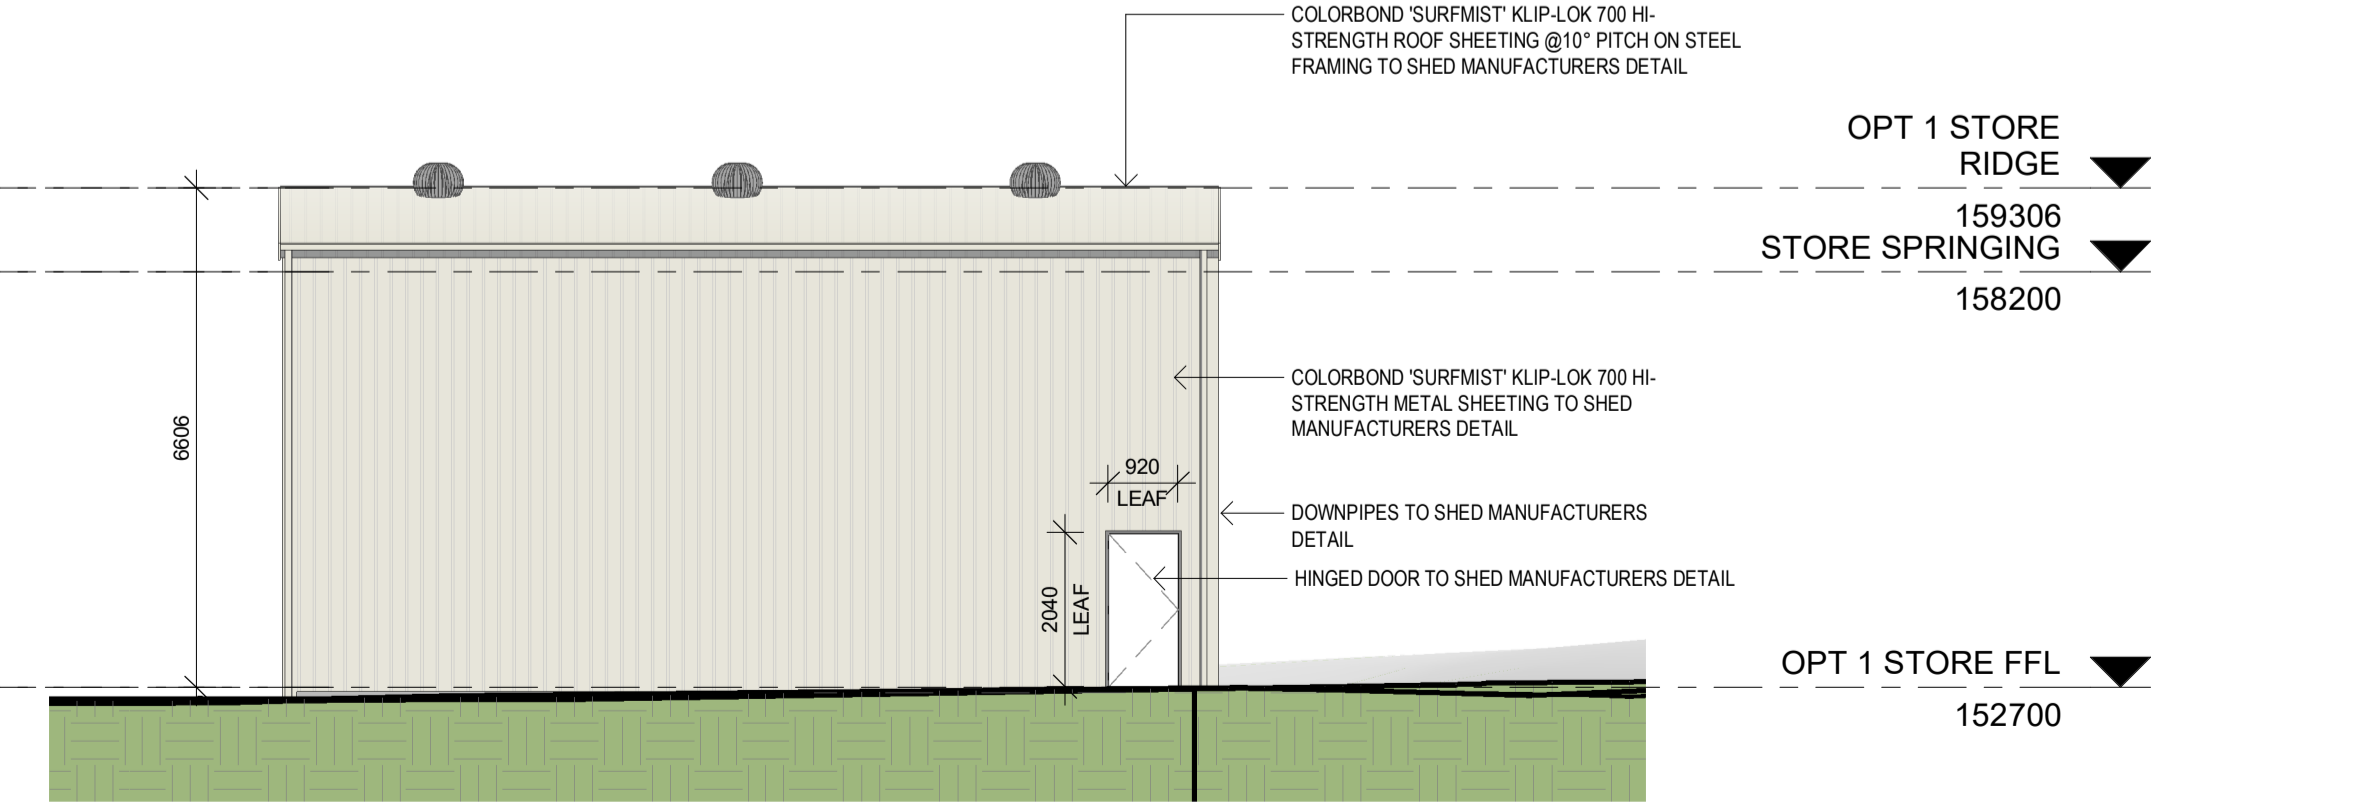 COLORBOND 'SURFMIST' KLIP-LOK 700 HI-
STRENGTH ROOF SHEETING @10° PITCH ON STEEL
FRAMING TO SHED MANUFACTURERS DETAIL
OPT 1 STORE
RIDGE
159306
STORE SPRINGING
158200
COLORBOND 'SURFMIST' KLIP-LOK 700 HI-
STRENGTH METAL SHEETING TO SHED
MANUFACTURERS DETAIL
6606
920
LEAF
DOWNPIPES TO SHED MANUFACTURERS
DETAIL
HINGED DOOR TO SHED MANUFACTURERS DETAIL
2040
LEAF
OPT 1 STORE FFL
152700